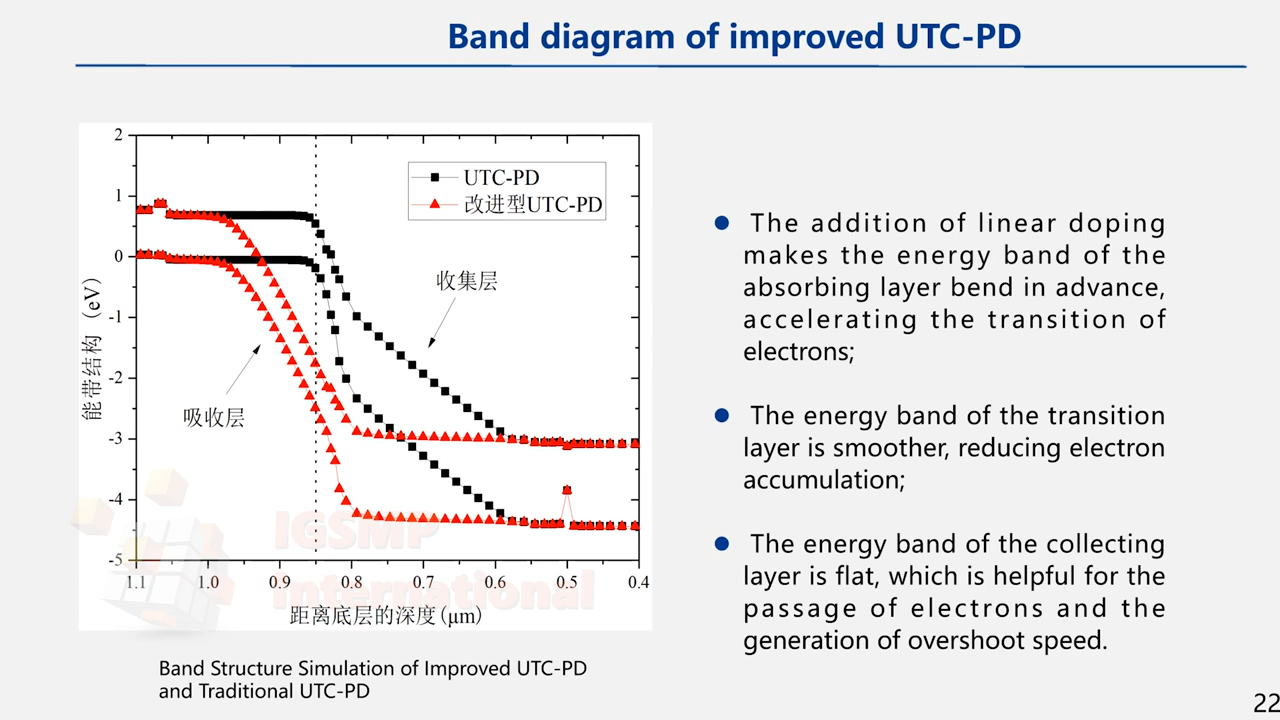 Band diagram of improved UTC-PD
2
1
0
-1
-2
-3
-4
-5
1.1 1.0 0.9 0.8 0.7 0.6 0.5 0.4
能带结构 (eV)
距离底层的深度(μm)
UTC-PD
改进型UTC-PD
收集层
吸收层
IGSMP
International
Band Structure Simulation of Improved UTC-PD
and Traditional UTC-PD
The addition of linear doping
makes the energy band of the
absorbing layer bend in advance,
accelerating the transition of
electrons;
The energy band of the transition
layer is smoother, reducing electron
accumulation;
The energy band of the collecting
layer is flat, which is helpful for the
passage of electrons and the
generation of overshoot speed.
22